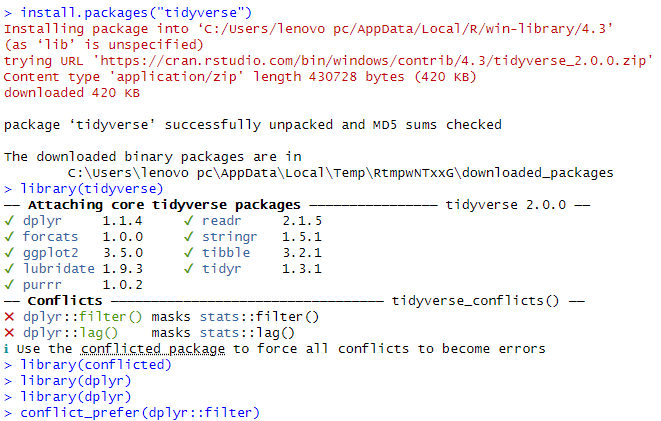 > install.packages("tidyverse")
Installing package into ‘C:/Users/lenovo pc/AppData/Local/R/win-library/4.3’
(as ‘lib’ is unspecified)
trying URL 'https://cran.rstudio.com/bin/windows/contrib/4.3/tidyverse_2.0.0.zip'
Content type 'application/zip' length 430728 bytes (420 KB)
downloaded 420 KB

package ‘tidyverse’ successfully unpacked and MD5 sums checked

The downloaded binary packages are in
        C:\Users\lenovo pc\AppData\Local\Temp\RtmpwNTxxG\downloaded_packages
> library(tidyverse)
── Attaching core tidyverse packages ──────────────── tidyverse 2.0.0 ──
✔ dplyr     1.1.4     ✔ readr     2.1.5
✔ forcats   1.0.0     ✔ stringr   1.5.1
✔ ggplot2   3.5.0     ✔ tibble    3.2.1
✔ lubridate 1.9.3     ✔ tidyr     1.3.1
✔ purrr     1.0.2
── Conflicts ────────────────────────────────── tidyverse_conflicts() ──
✖ dplyr::filter() masks stats::filter()
✖ dplyr::lag()    masks stats::lag()
ℹ Use the conflicted package to force all conflicts to become errors
> library(conflicted)
> library(dplyr)
> library(dplyr)
> conflict_prefer(dplyr::filter)